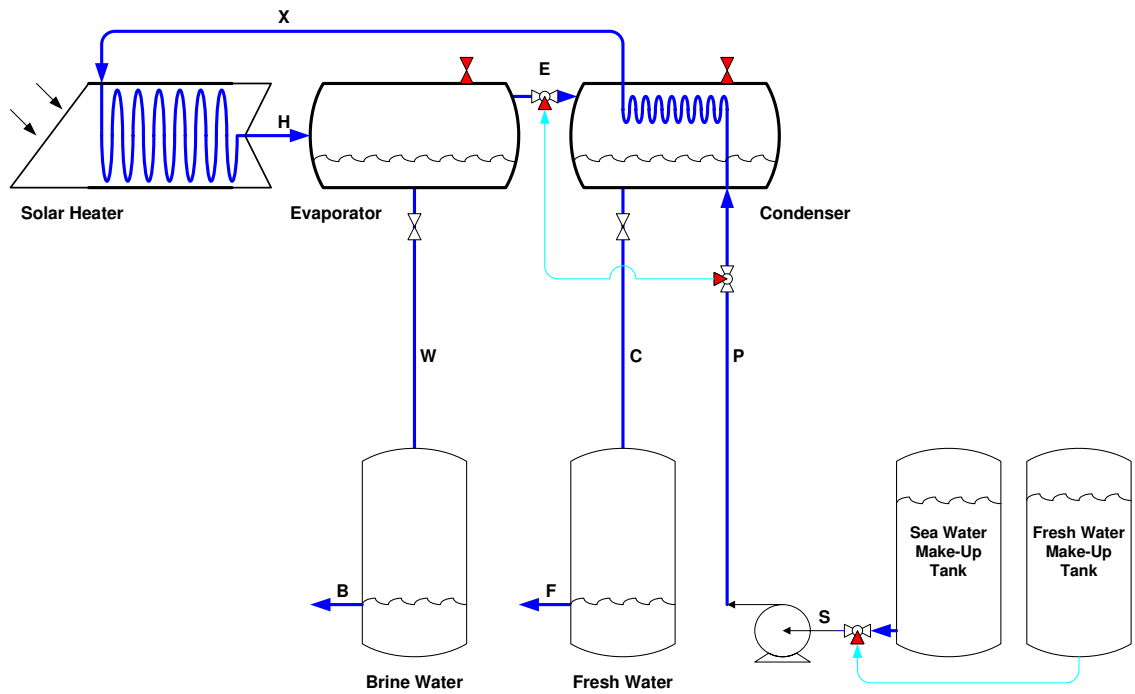 X
E
H
Solar Heater
Evaporator
Condenser
W
C
P
Sea Water
Make-Up
Tank
Fresh Water
Make-Up
Tank
B
F
S
Brine Water
Fresh Water